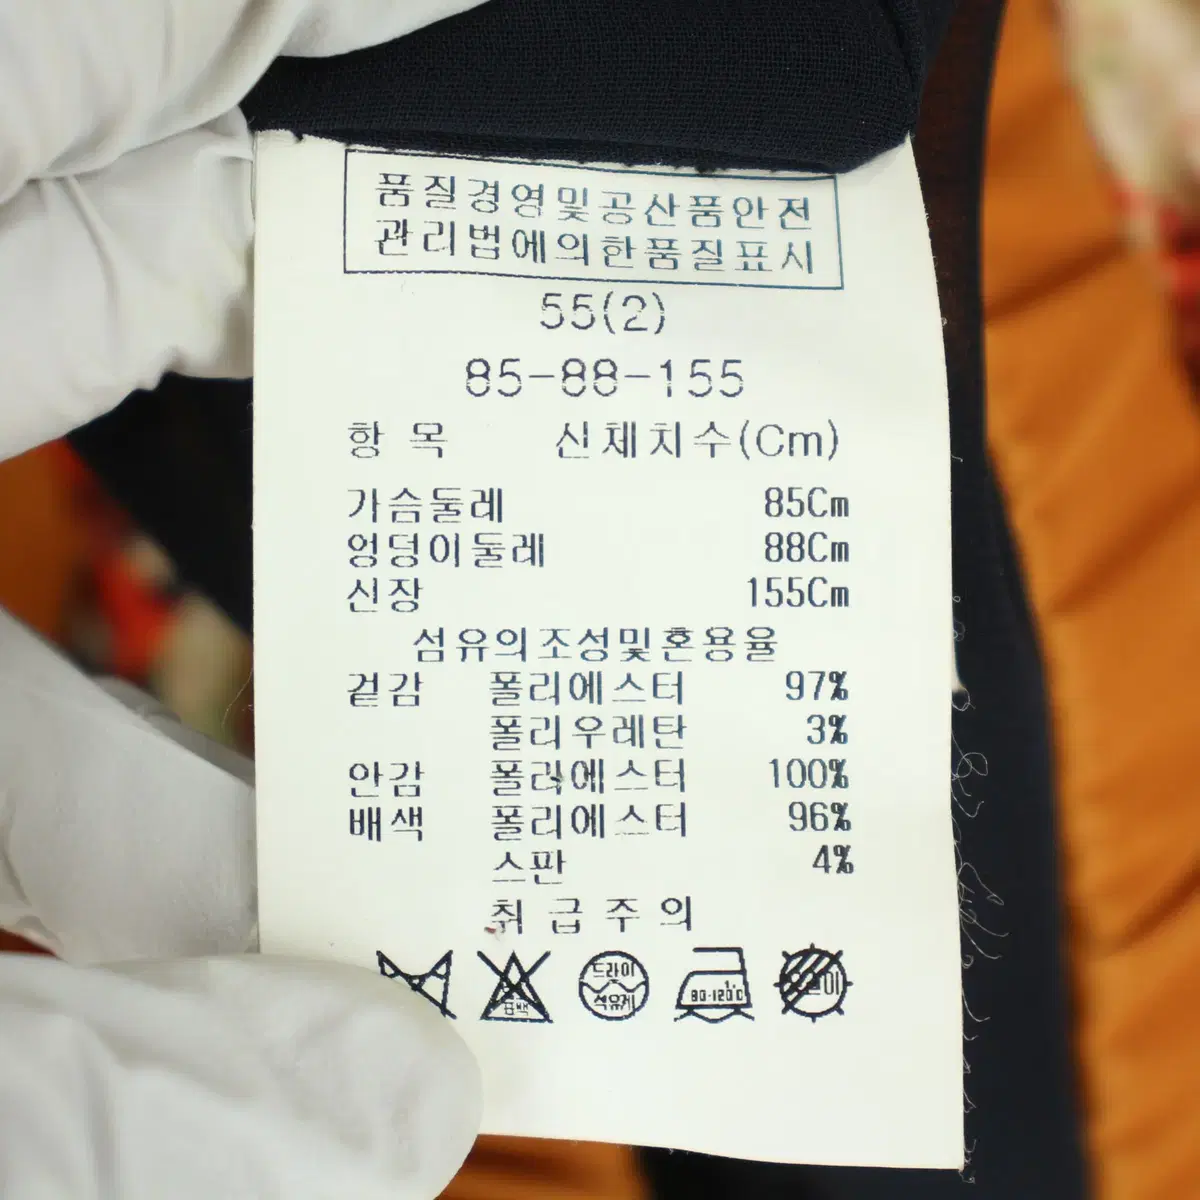 품질경영및공산품안전
관리법에의한품질표시
55(2)
85-88-155
항 목 신체치수(Cm)
가슴둘레 85Cm
엉덩이둘레 88Cm
신장 155Cm
섬유의조성및혼용율
겉감 폴리에스터 97%
폴리우레탄 3%
안감 폴리에스터 100%
배색 폴리에스터 96%
스판 4%
취급주의
표백 드라이 석유계 80-120˚C